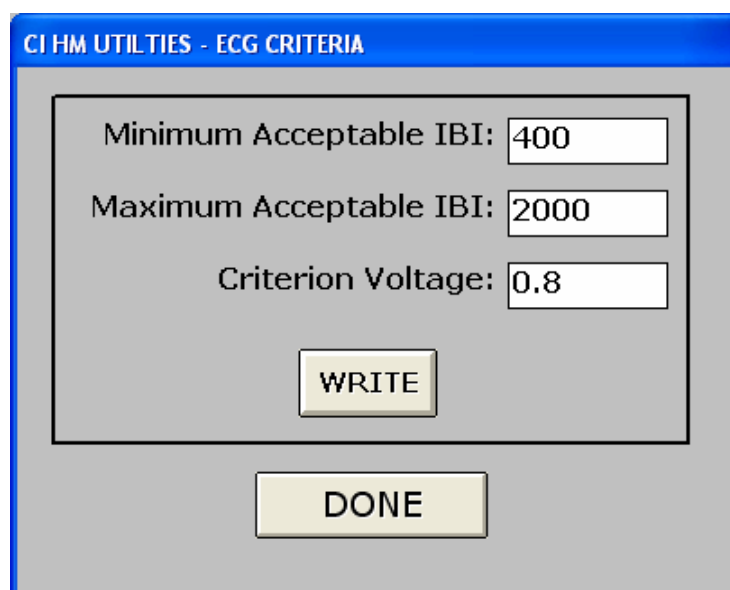 CI HM UTILTIES - ECG CRITERIA
Minimum Acceptable IBI: 400
Maximum Acceptable IBI: 2000
Criterion Voltage: 0.8
WRITE
DONE